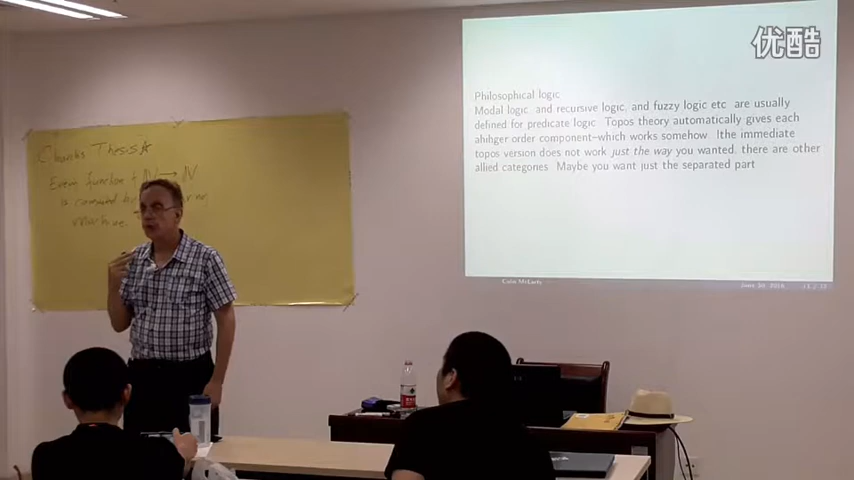 优酷
Philosophical logic
Modal logic and recursive logic, and fuzzy logic etc are usually
defined for predicate logic Topos theory automatically gives each
ahihger order component–which works somehow If the immediate
topos version does not work just the way you wanted, there are other
allied categories Maybe you want just the separated part
Church's Thesis
Every function f
is computed by